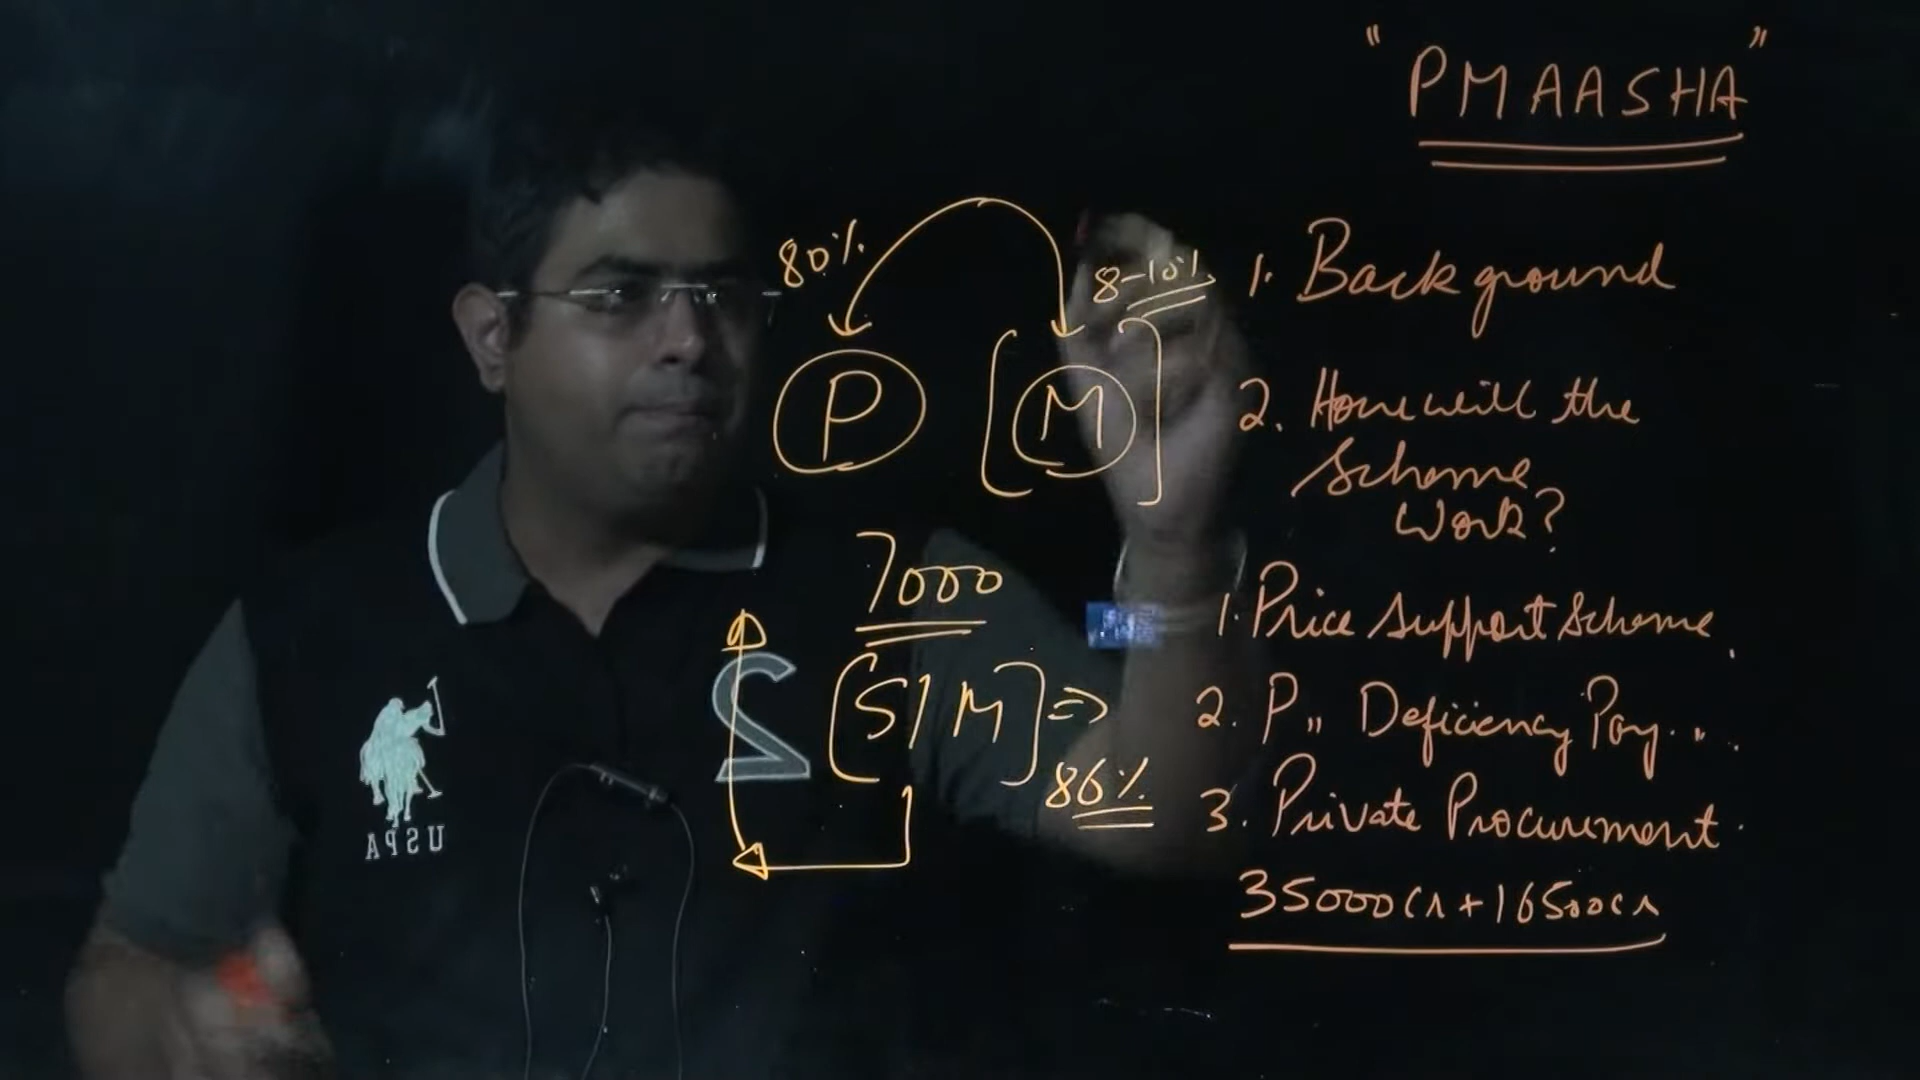 "PMAASHA"
80%
8-10%
1. Background
P
[M]
2. How will the
Scheme
Work?
7000
1. Price Support Scheme
[S/M] =>
2. P,, Deficiency Pay. ,, .
86%
3. Private Procurement.
35000cr + 16500cr
2
USPA